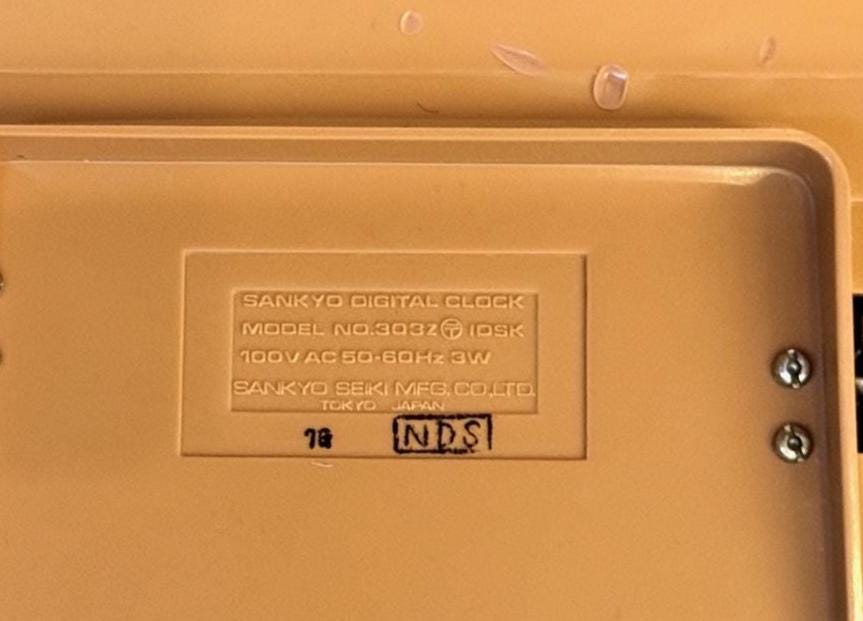 SANKYO DIGITAL CLOCK
MODEL NO.303Z 〒 IDSK
100V AC 50-60Hz 3W
SANKYO SEIKI MFG. CO.,LTD.
TOKYO JAPAN
NDS